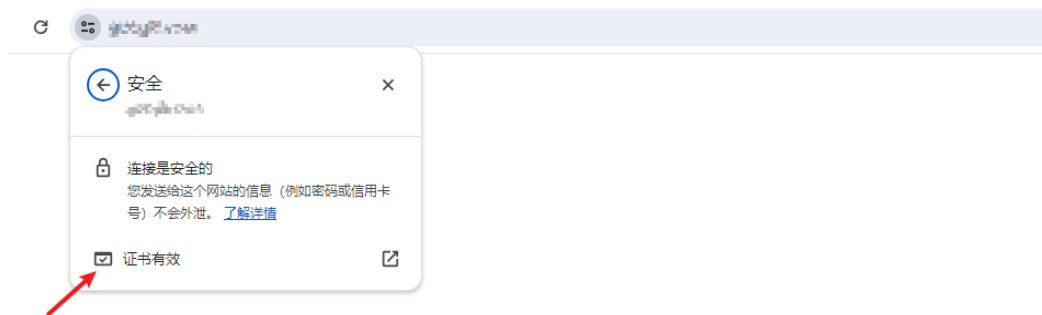 安全
连接是安全的
您发送给这个网站的信息（例如密码或信用卡
号）不会外泄。 了解详情
证书有效